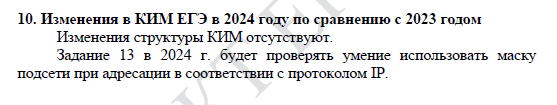 10. Изменения в КИМ ЕГЭ в 2024 году по сравнению с 2023 годом
Изменения структуры КИМ отсутствуют.
Задание 13 в 2024 г. будет проверять умение использовать маску
подсети при адресации в соответствии с протоколом IP.